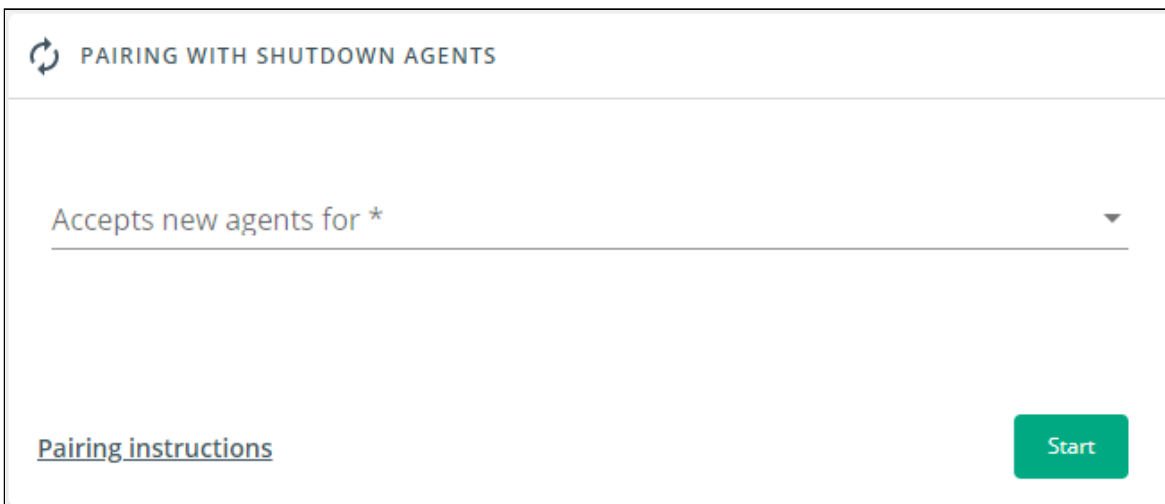 PAIRING WITH SHUTDOWN AGENTS
Accepts new agents for *
Pairing instructions
Start